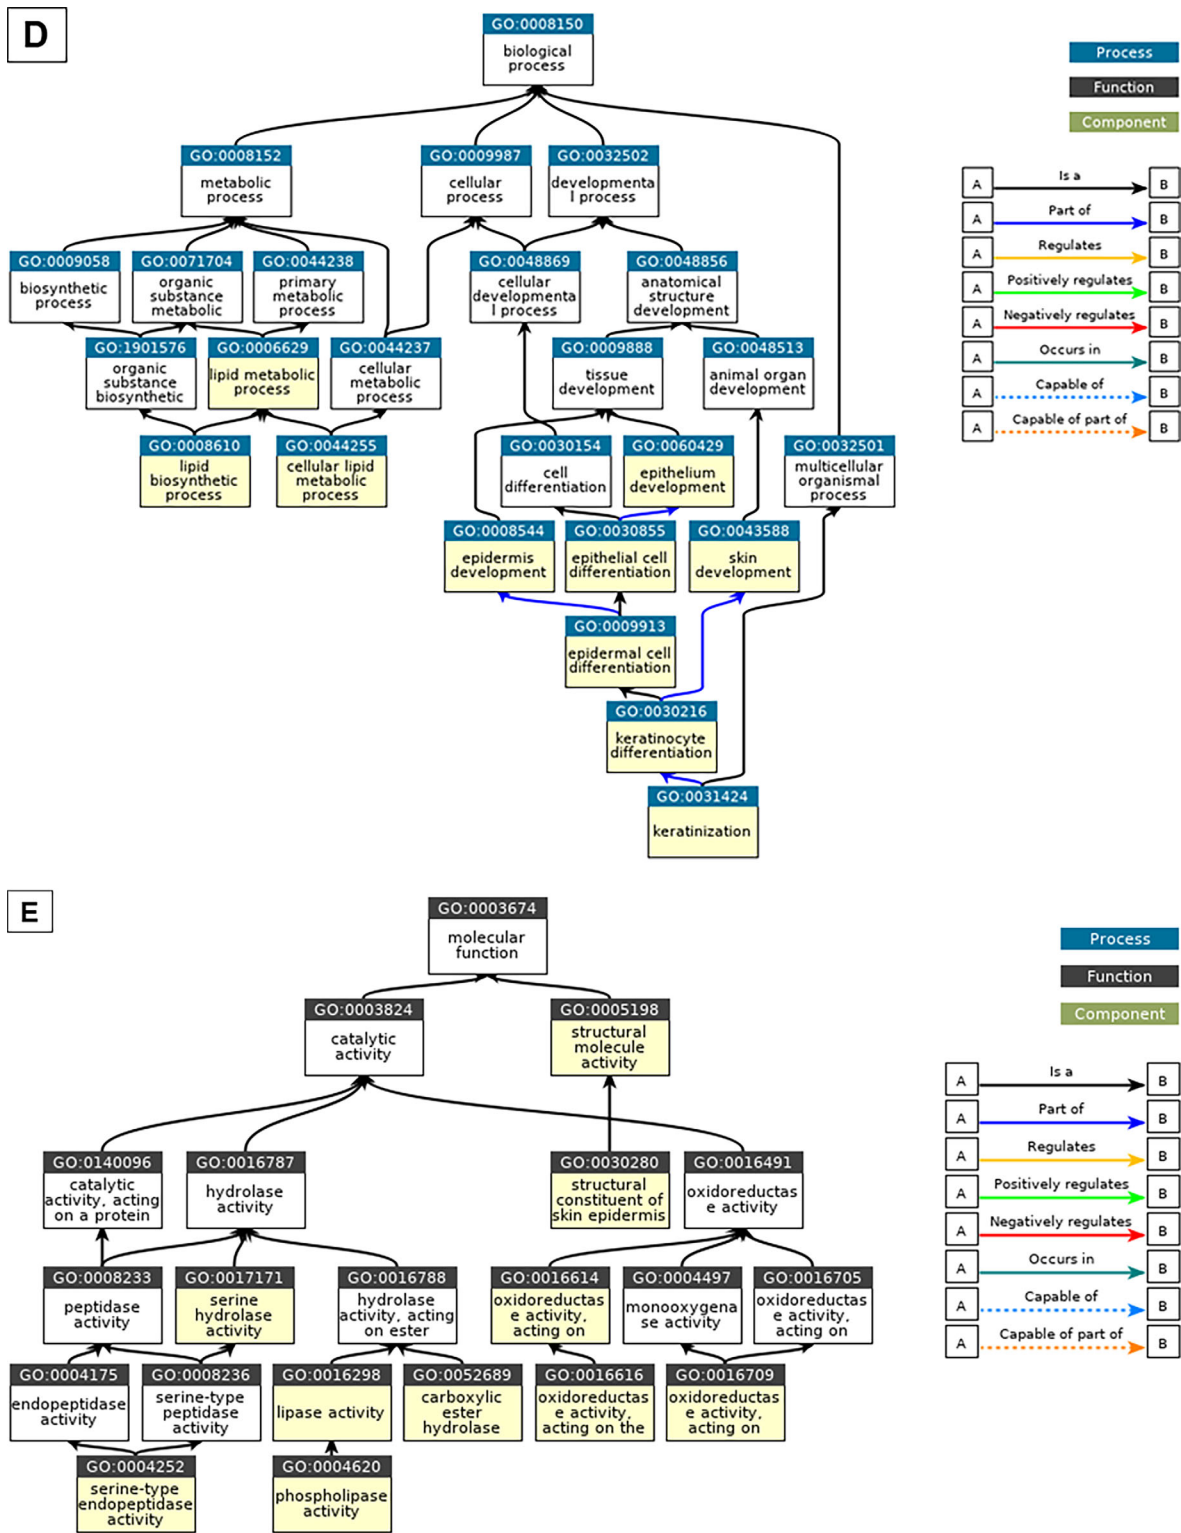 D
GO:0008150
biological
process
Process
Function
Component
GO:0008152
metabolic
process
GO:0009987
cellular
process
GO:0032502
developmenta
l process
A Is a B
A Part of B
A Regulates B
A Positively regulates B
A Negatively regulates B
A Occurs in B
A Capable of B
A Capable of part of B
GO:0009058
biosynthetic
process
GO:0071704
organic
substance
metabolic
GO:0044238
primary
metabolic
process
GO:0048869
cellular
developmenta
l process
GO:0048856
anatomical
structure
development
GO:1901576
organic
substance
biosynthetic
GO:0006629
lipid metabolic
process
GO:0044237
cellular
metabolic
process
GO:0009888
tissue
development
GO:0048513
animal organ
development
GO:0008610
lipid
biosynthetic
process
GO:0044255
cellular lipid
metabolic
process
GO:0030154
cell
differentiation
GO:0060429
epithelium
development
GO:0032501
multicellular
organismal
process
GO:0008544
epidermis
development
GO:0030855
epithelial cell
differentiation
GO:0043588
skin
development
GO:0009913
epidermal cell
differentiation
GO:0030216
keratinocyte
differentiation
GO:0031424
keratinization
E
GO:0003674
molecular
function
Process
Function
Component
GO:0003824
catalytic
activity
GO:0005198
structural
molecule
activity
A Is a B
A Part of B
A Regulates B
A Positively regulates B
A Negatively regulates B
A Occurs in B
A Capable of B
A Capable of part of B
GO:0140096
catalytic
activity, acting
on a protein
GO:0016787
hydrolase
activity
GO:0030280
structural
constituent of
skin epidermis
GO:0016491
oxidoreductas
e activity
GO:0008233
peptidase
activity
GO:0017171
serine
hydrolase
activity
GO:0016788
hydrolase
activity, acting
on ester
GO:0016614
oxidoreductas
e activity,
acting on
GO:0004497
monooxygena
se activity
GO:0016705
oxidoreductas
e activity,
acting on
GO:0004175
endopeptidase
activity
GO:0008236
serine-type
peptidase
activity
GO:0016298
lipase activity
GO:0052689
carboxylic
ester
hydrolase
GO:0016616
oxidoreductas
e activity,
acting on the
GO:0016709
oxidoreductas
e activity,
acting on
GO:0004252
serine-type
endopeptidase
activity
GO:0004620
phospholipase
activity